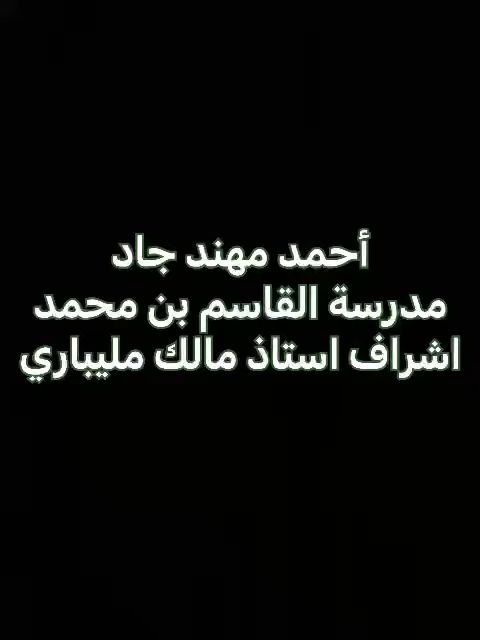 أحمد مهند جاد
مدرسة القاسم بن محمد
اشراف استاذ مالك مليباري